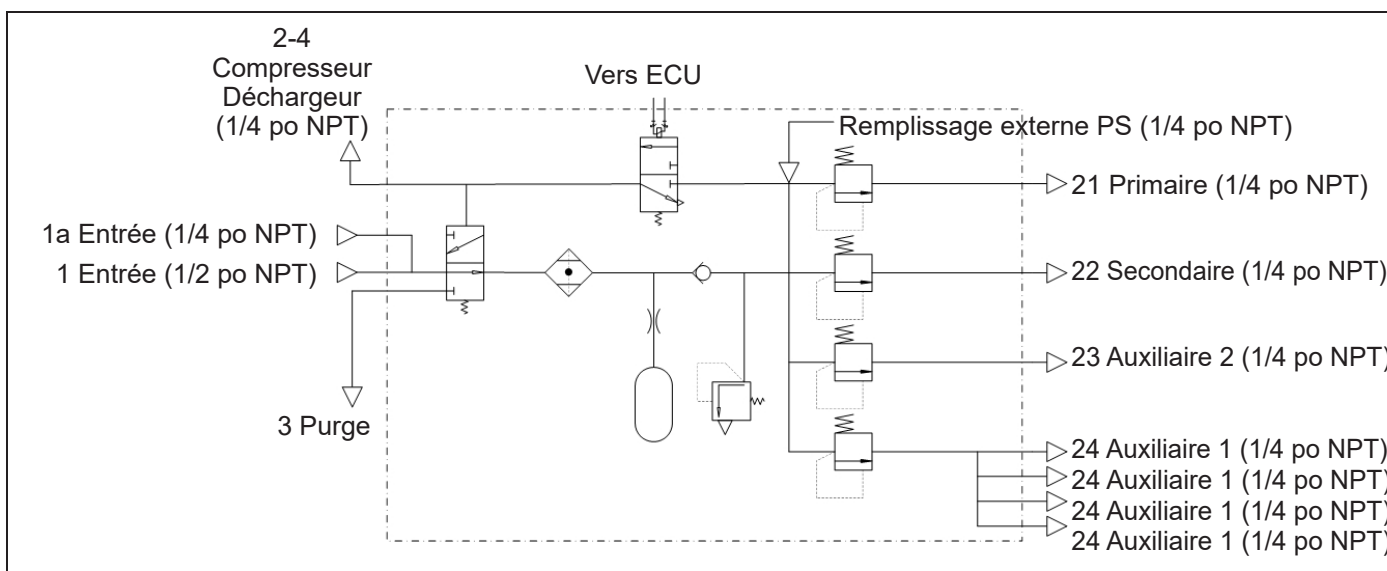 2-4
Compresseur
Déchargeur
(1/4 po NPT)
Vers ECU
Remplissage externe PS (1/4 po NPT)
21 Primaire (1/4 po NPT)
1a Entrée (1/4 po NPT)
1 Entrée (1/2 po NPT)
22 Secondaire (1/4 po NPT)
23 Auxiliaire 2 (1/4 po NPT)
3 Purge
24 Auxiliaire 1 (1/4 po NPT)
24 Auxiliaire 1 (1/4 po NPT)
24 Auxiliaire 1 (1/4 po NPT)
24 Auxiliaire 1 (1/4 po NPT)